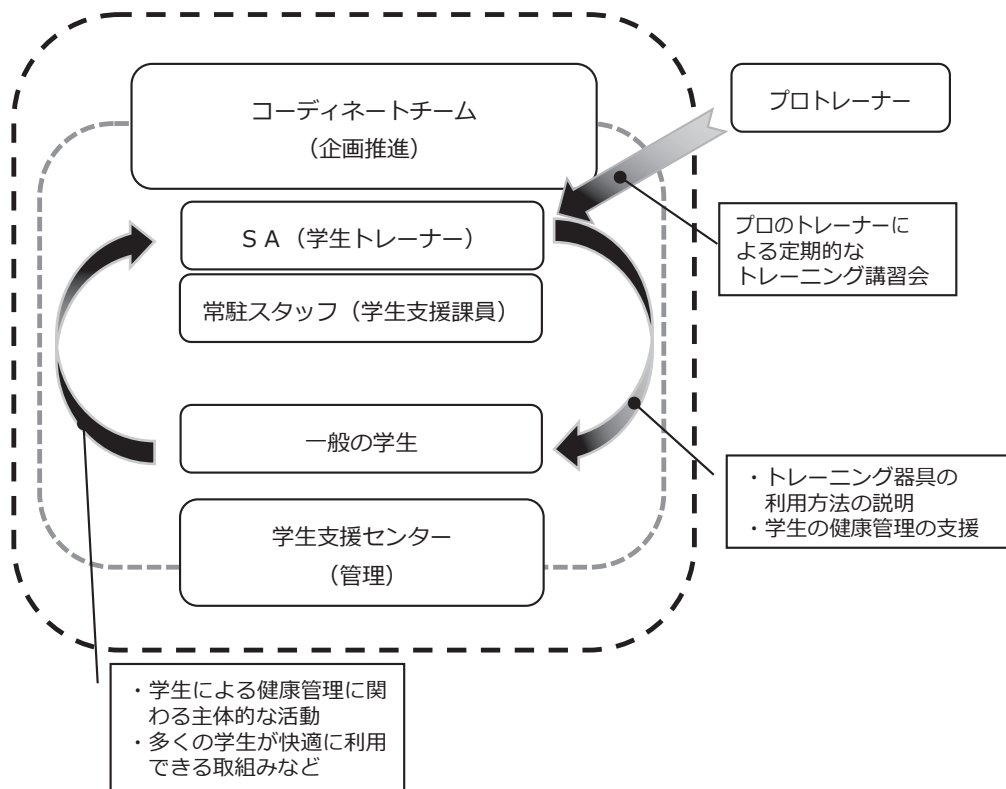 コーディネートチーム
（企画推進）
プロトレーナー
ＳＡ（学生トレーナー）
常駐スタッフ（学生支援課員）
プロのトレーナーに
よる定期的な
トレーニング講習会
一般の学生
・トレーニング器具の
利用方法の説明
・学生の健康管理の支援
学生支援センター
（管理）
・学生による健康管理に関
わる主体的な活動
・多くの学生が快適に利用
できる取組みなど